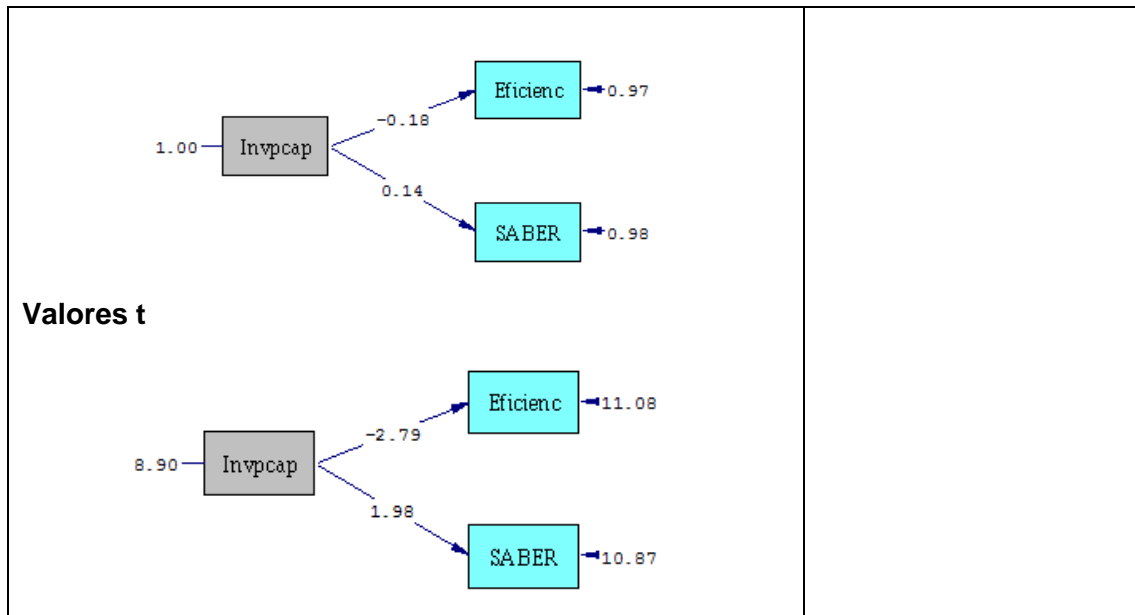 Eficienc
0.97
-0.18
1.00
Invpcap
0.14
SABER
0.98
Valores t
Eficienc
11.08
-2.79
8.90
Invpcap
1.98
SABER
10.87